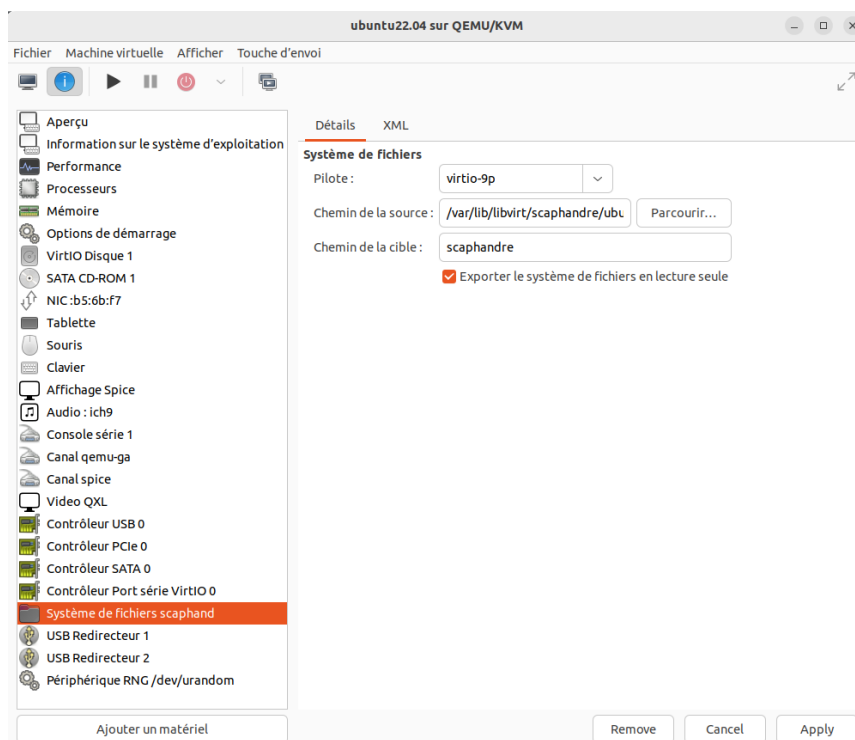 ubuntu22.04 sur QEMU/KVM
Fichier Machine virtuelle Afficher Touche d'envoi
Aperçu
Information sur le système d'exploitation
Performance
Processeurs
Mémoire
Options de démarrage
VirtIO Disque 1
SATA CD-ROM 1
NIC :b5:6b:f7
Tablette
Souris
Clavier
Affichage Spice
Audio : ich9
Console série 1
Canal qemu-ga
Canal spice
Video QXL
Contrôleur USB 0
Contrôleur PCIe 0
Contrôleur SATA 0
Contrôleur Port série VirtIO 0
Système de fichiers scaphand
USB Redirecteur 1
USB Redirecteur 2
Périphérique RNG /dev/urandom
Ajouter un matériel
Détails XML
Système de fichiers
Pilote : virtio-9p
Chemin de la source : /var/lib/libvirt/scaphandre/ubu Parcourir...
Chemin de la cible : scaphandre
Exporter le système de fichiers en lecture seule
Remove Cancel Apply